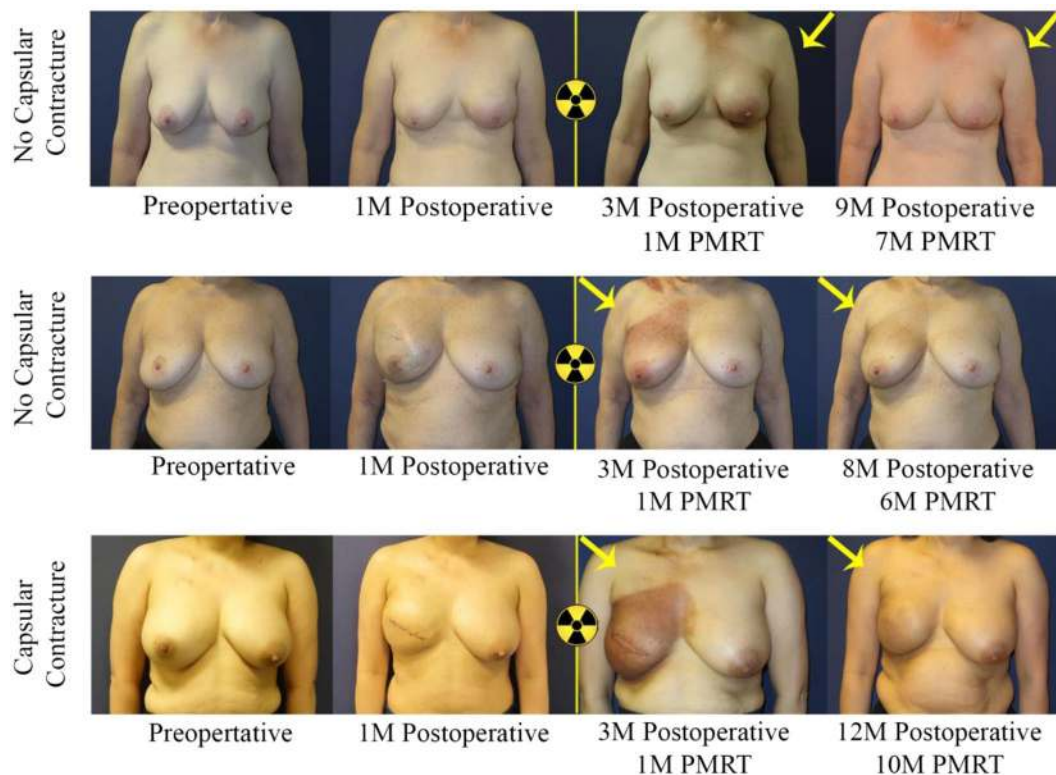 No Capsular
Contracture
Preopertative
1M Postoperative
3M Postoperative
1M PMRT
9M Postoperative
7M PMRT
No Capsular
Contracture
Preopertative
1M Postoperative
3M Postoperative
1M PMRT
8M Postoperative
6M PMRT
Capsular
Contracture
Preopertative
1M Postoperative
3M Postoperative
1M PMRT
12M Postoperative
10M PMRT